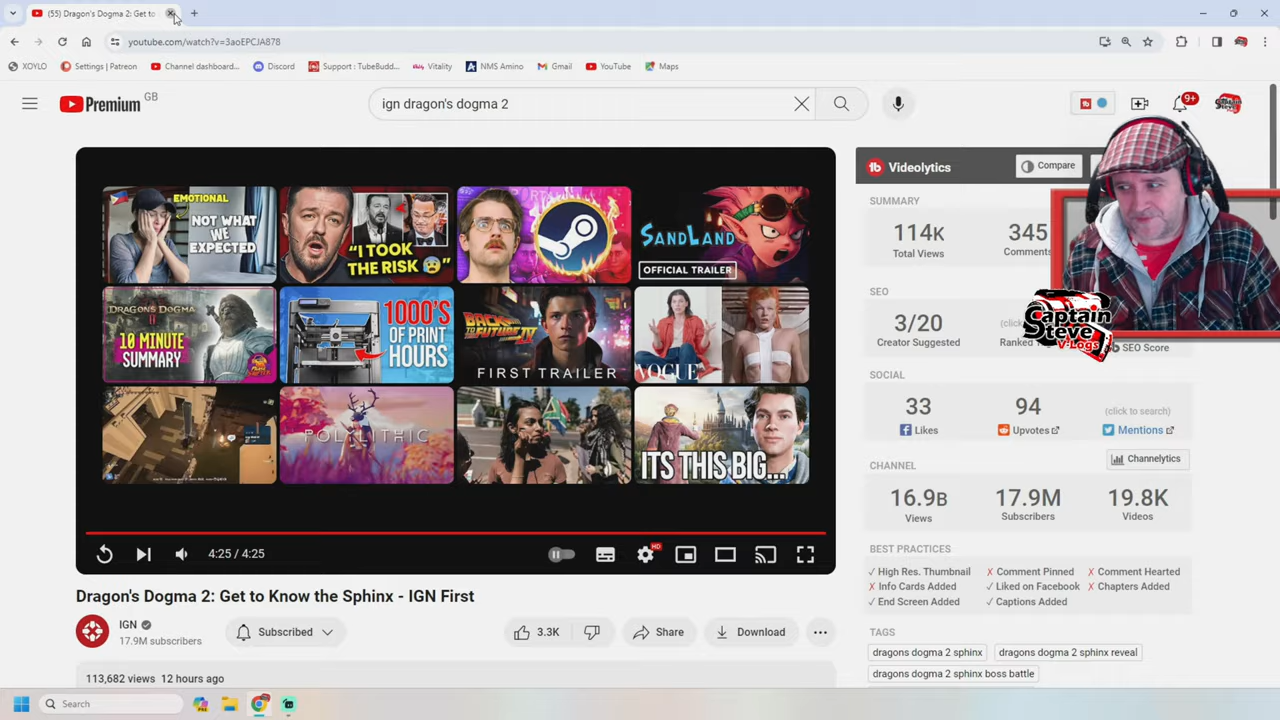 (55) Dragon's Dogma 2: Get to
youtube.com/watch?v=3aoEPCJA878
XOYLO
Settings | Patreon
Channel dashboard...
Discord
Support : TubeBudd...
Vitality
NMS Amino
Gmail
YouTube
Maps
Premium GB
ign dragon's dogma 2
9+
EMOTIONAL
NOT WHAT
WE
EXPECTED
"I TOOK
THE RISK
SANDLAND
OFFICIAL TRAILER
DRAGON'S DOGMA II
10 MINUTE
SUMMARY
1000'S
OF PRINT
HOURS
BACK TO THE FUTURE IV
FIRST TRAILER
VOGUE
POLYLITHIC
ITS THIS BIG...
4:25 / 4:25
HD
Dragon's Dogma 2: Get to Know the Sphinx - IGN First
IGN
17.9M subscribers
Subscribed
3.3K
Share
Download
113,682 views 12 hours ago
Videolytics
Compare
SUMMARY
114K
Total Views
345
Comments
SEO
3/20
Creator Suggested
(click
Ranked
SEO Score
SOCIAL
33
Likes
94
Upvotes
(click to search)
Mentions
CHANNEL
Channelytics
16.9B
Views
17.9M
Subscribers
19.8K
Videos
BEST PRACTICES
✓ High Res. Thumbnail
✗ Comment Pinned
✗ Comment Hearted
✗ Info Cards Added
✓ Liked on Facebook
✗ Chapters Added
✓ End Screen Added
✓ Captions Added
TAGS
dragons dogma 2 sphinx
dragons dogma 2 sphinx reveal
dragons dogma 2 sphinx boss battle
Captain
Steve
V-Logs
Search